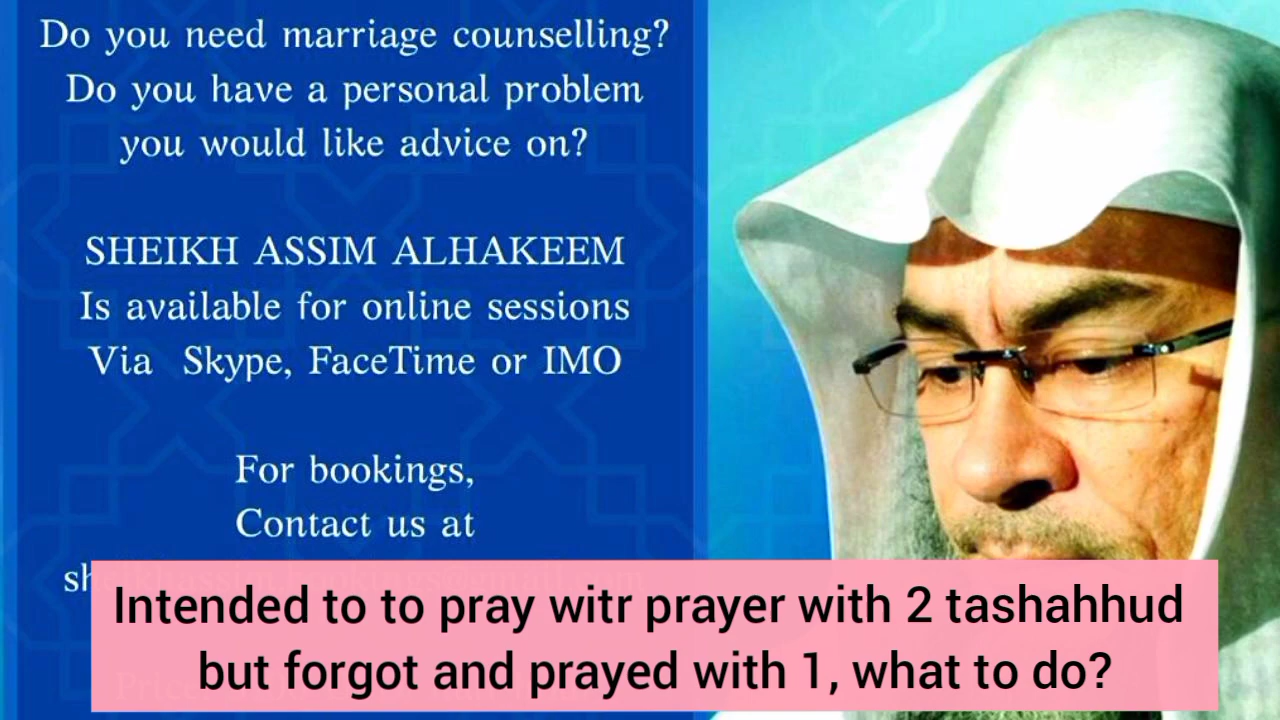 Do you need marriage counselling?
Do you have a personal problem
you would like advice on?
SHEIKH ASSIM ALHAKEEM
Is available for online sessions
Via Skype, FaceTime or IMO
For bookings,
Contact us at
Intended to to pray witr prayer with 2 tashahhud
but forgot and prayed with 1, what to do?